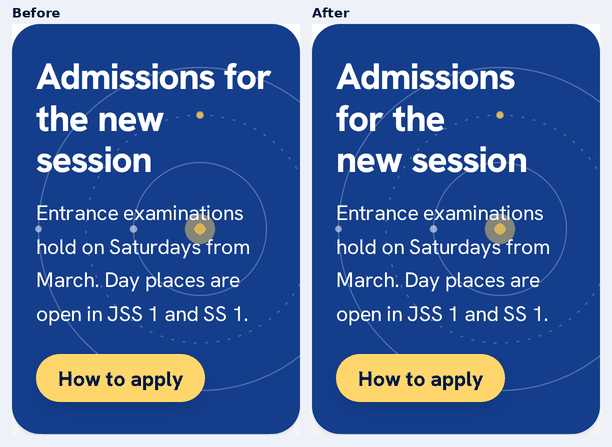 Before
Admissions for
the new
session
Entrance examinations
hold on Saturdays from
March. Day places are
open in JSS 1 and SS 1.
How to apply
After
Admissions
for the
new session
Entrance examinations
hold on Saturdays from
March. Day places are
open in JSS 1 and SS 1.
How to apply